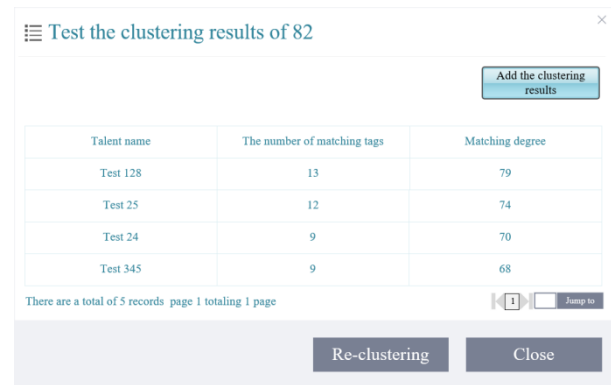 Test the clustering results of 82
×
Add the clustering
results
Talent name The number of matching tags Matching degree
Test 128 13 79
Test 25 12 74
Test 24 9 70
Test 345 9 68
There are a total of 5 records page 1 totaling 1 page 1 Jump to
Re-clustering Close